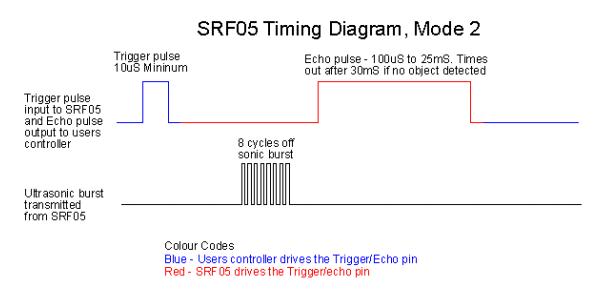 SRF05 Timing Diagram, Mode 2
Trigger pulse
10uS Mininum
Echo pulse - 100uS to 25mS. Times
out after 30mS if no object detected
Trigger pulse
input to SRF05
and Echo pulse
output to users
controller
8 cycles off
sonic burst
Ultrasonic burst
transmitted
from SRF05
Colour Codes
Blue - Users controller drives the Trigger/Echo pin
Red - SRF05 drives the Trigger/echo pin